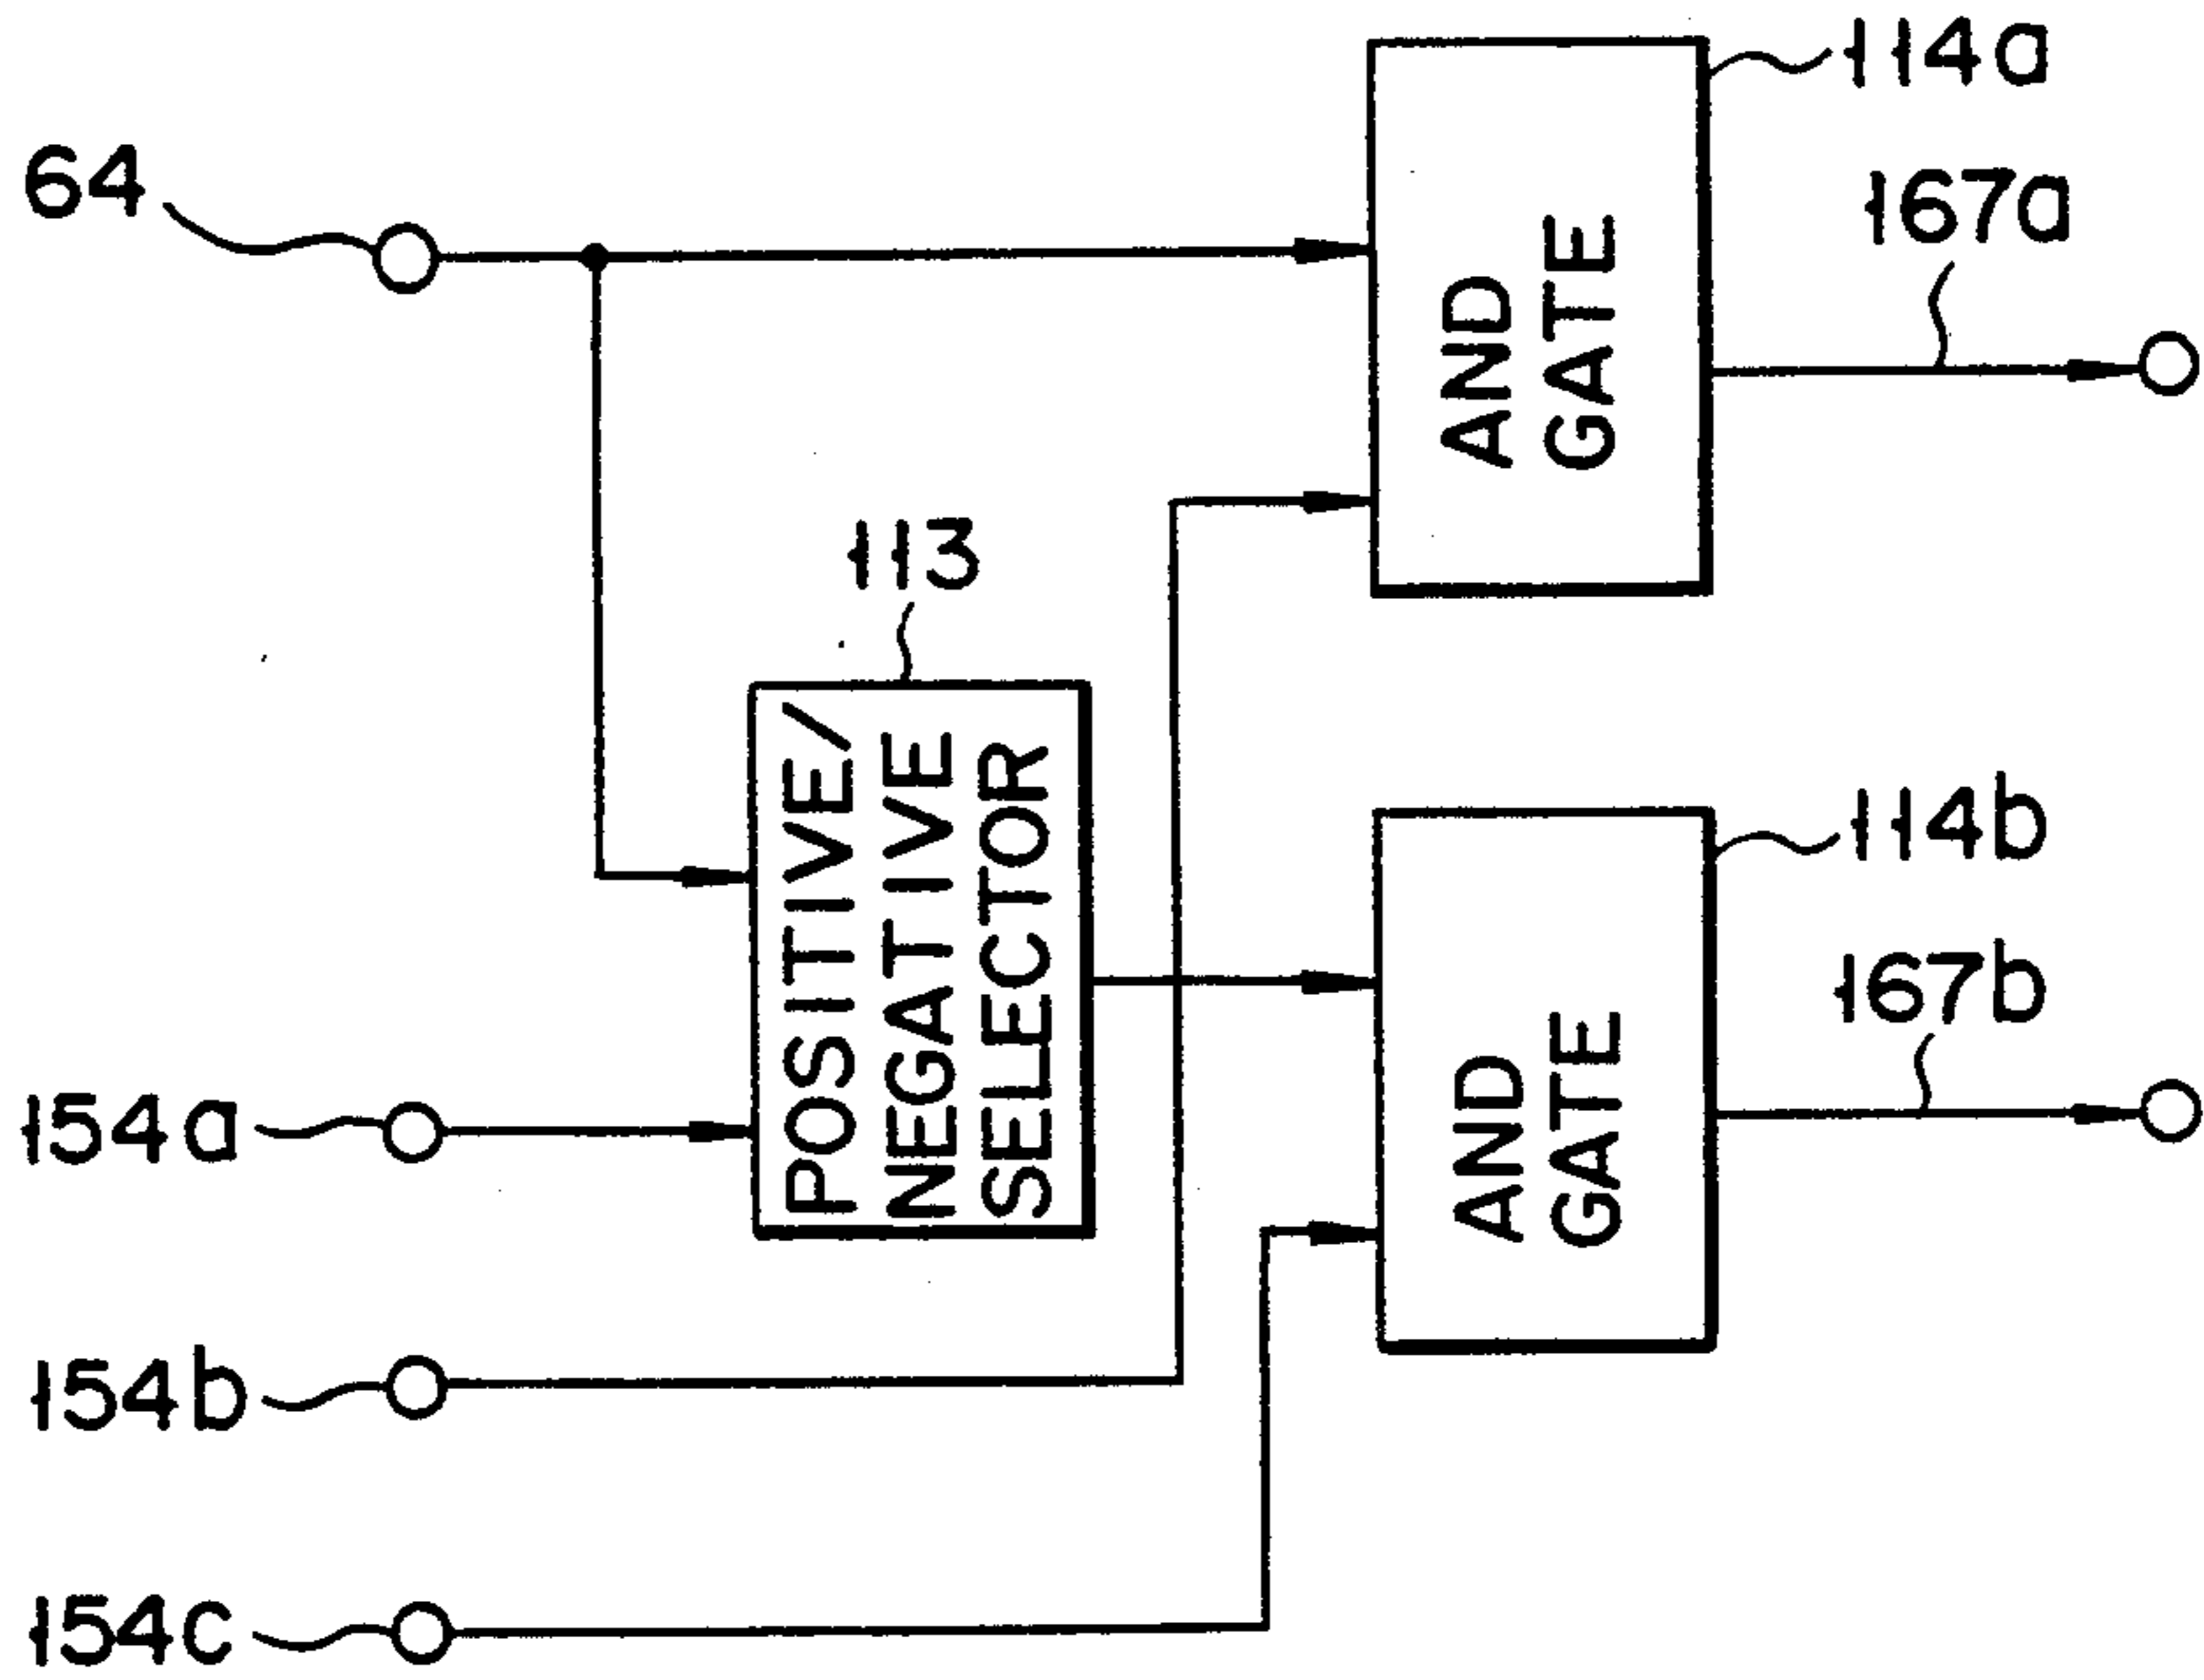 114a
64
167a
AND
GATE
113
POSITIVE/
NEGATIVE
SELECTOR
114b
167b
AND
GATE
154a
154b
154c